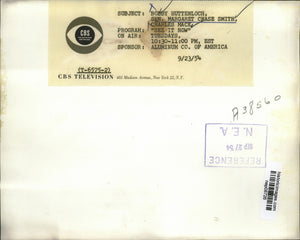 SUBJECT: BOBBY HUTTENLOCH,
SEN. MARGARET CHASE SMITH,
CHARLES MACK,
PROGRAM: "SEE IT NOW"
ON AIR: TUESDAYS,
10:30-11:00 PM, EST
SPONSOR: ALUMINUM CO. OF AMERICA
9/23/54
CBS
(T-6575-2)
CBS TELEVISION 485 Madison Avenue, New York 22, N.Y.
A38560
N.E.A.
SEP 27 '54
REFERENCE